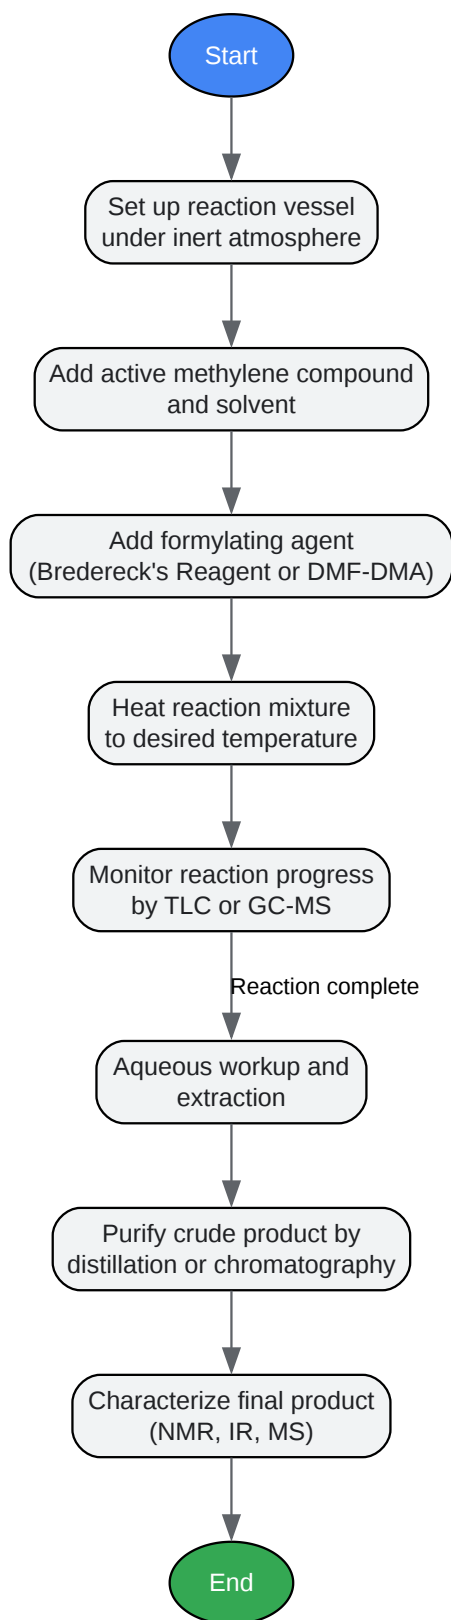 Start
Set up reaction vessel
under inert atmosphere
Add active methylene compound
and solvent
Add formylating agent
(Bredereck's Reagent or DMF-DMA)
Heat reaction mixture
to desired temperature
Monitor reaction progress
by TLC or GC-MS
Reaction complete
Aqueous workup and
extraction
Purify crude product by
distillation or chromatography
Characterize final product
(NMR, IR, MS)
End